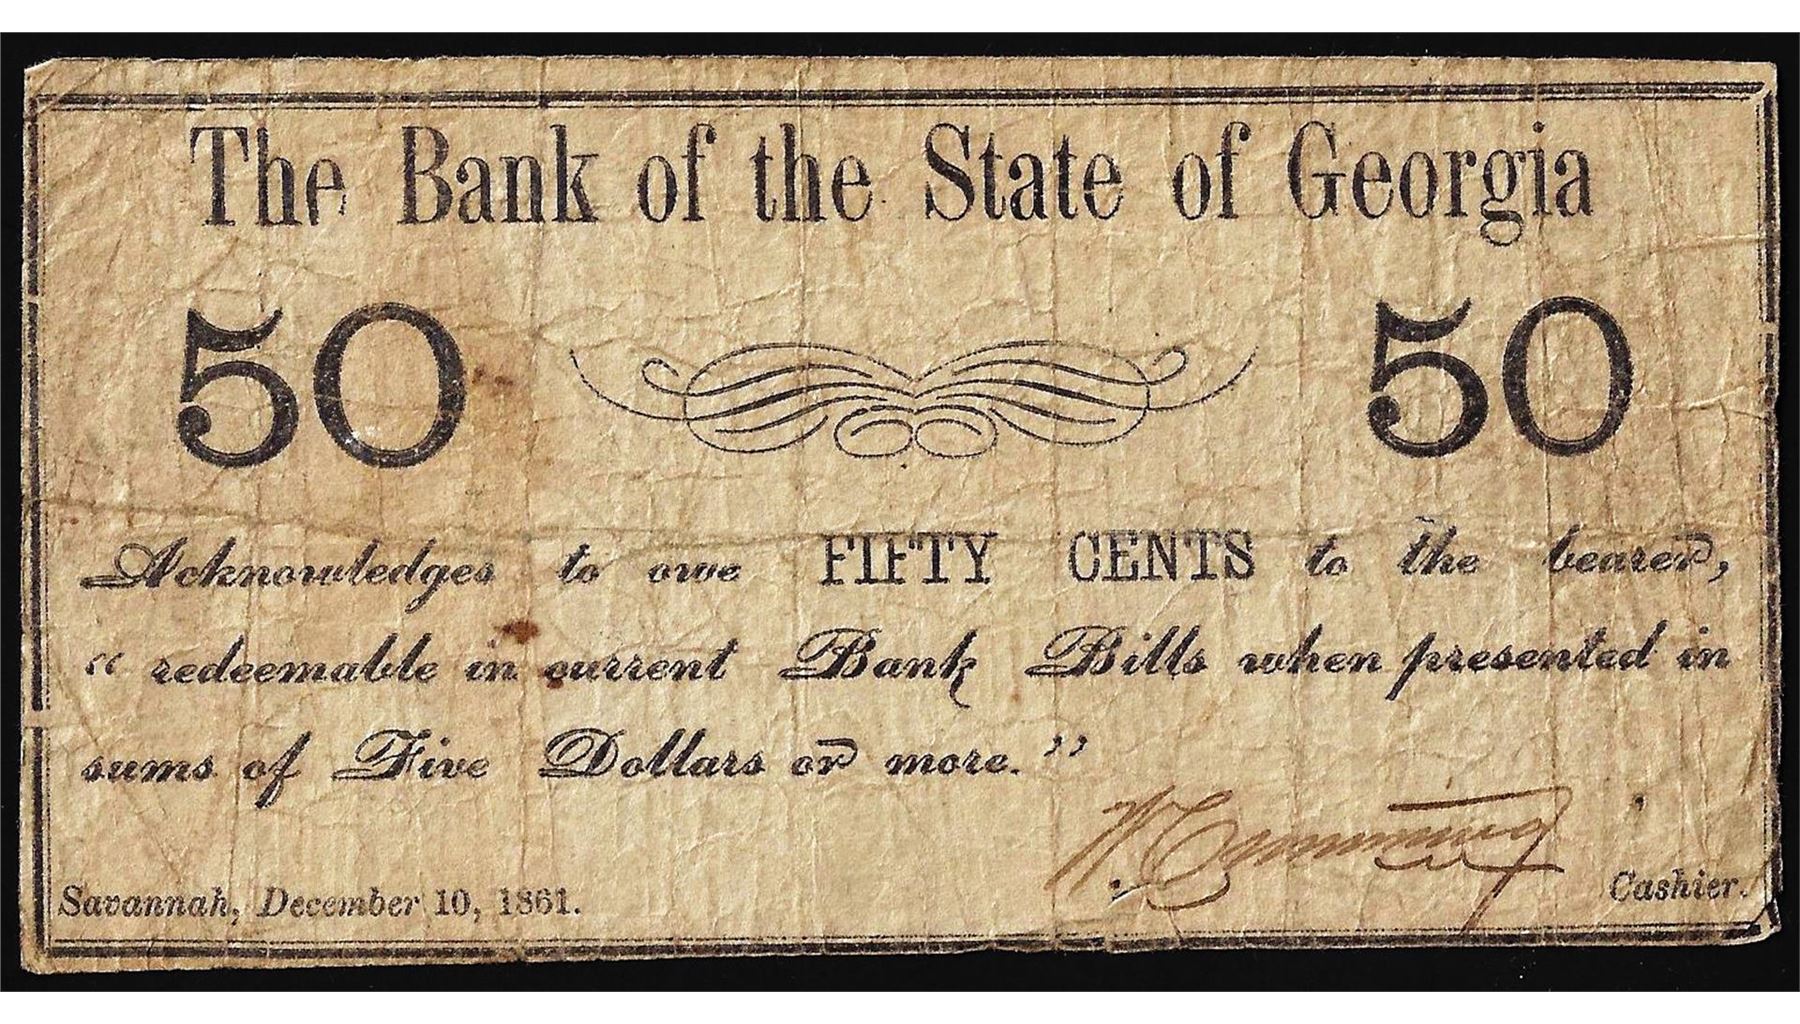 The Bank of the State of Georgia
50 50
Acknowledges to owe FIFTY CENTS to the bearer,
“ redeemable in current Bank Bills when presented in
sums of Five Dollars or more. ”
W. Cumming
Savannah, December 10, 1861. Cashier.